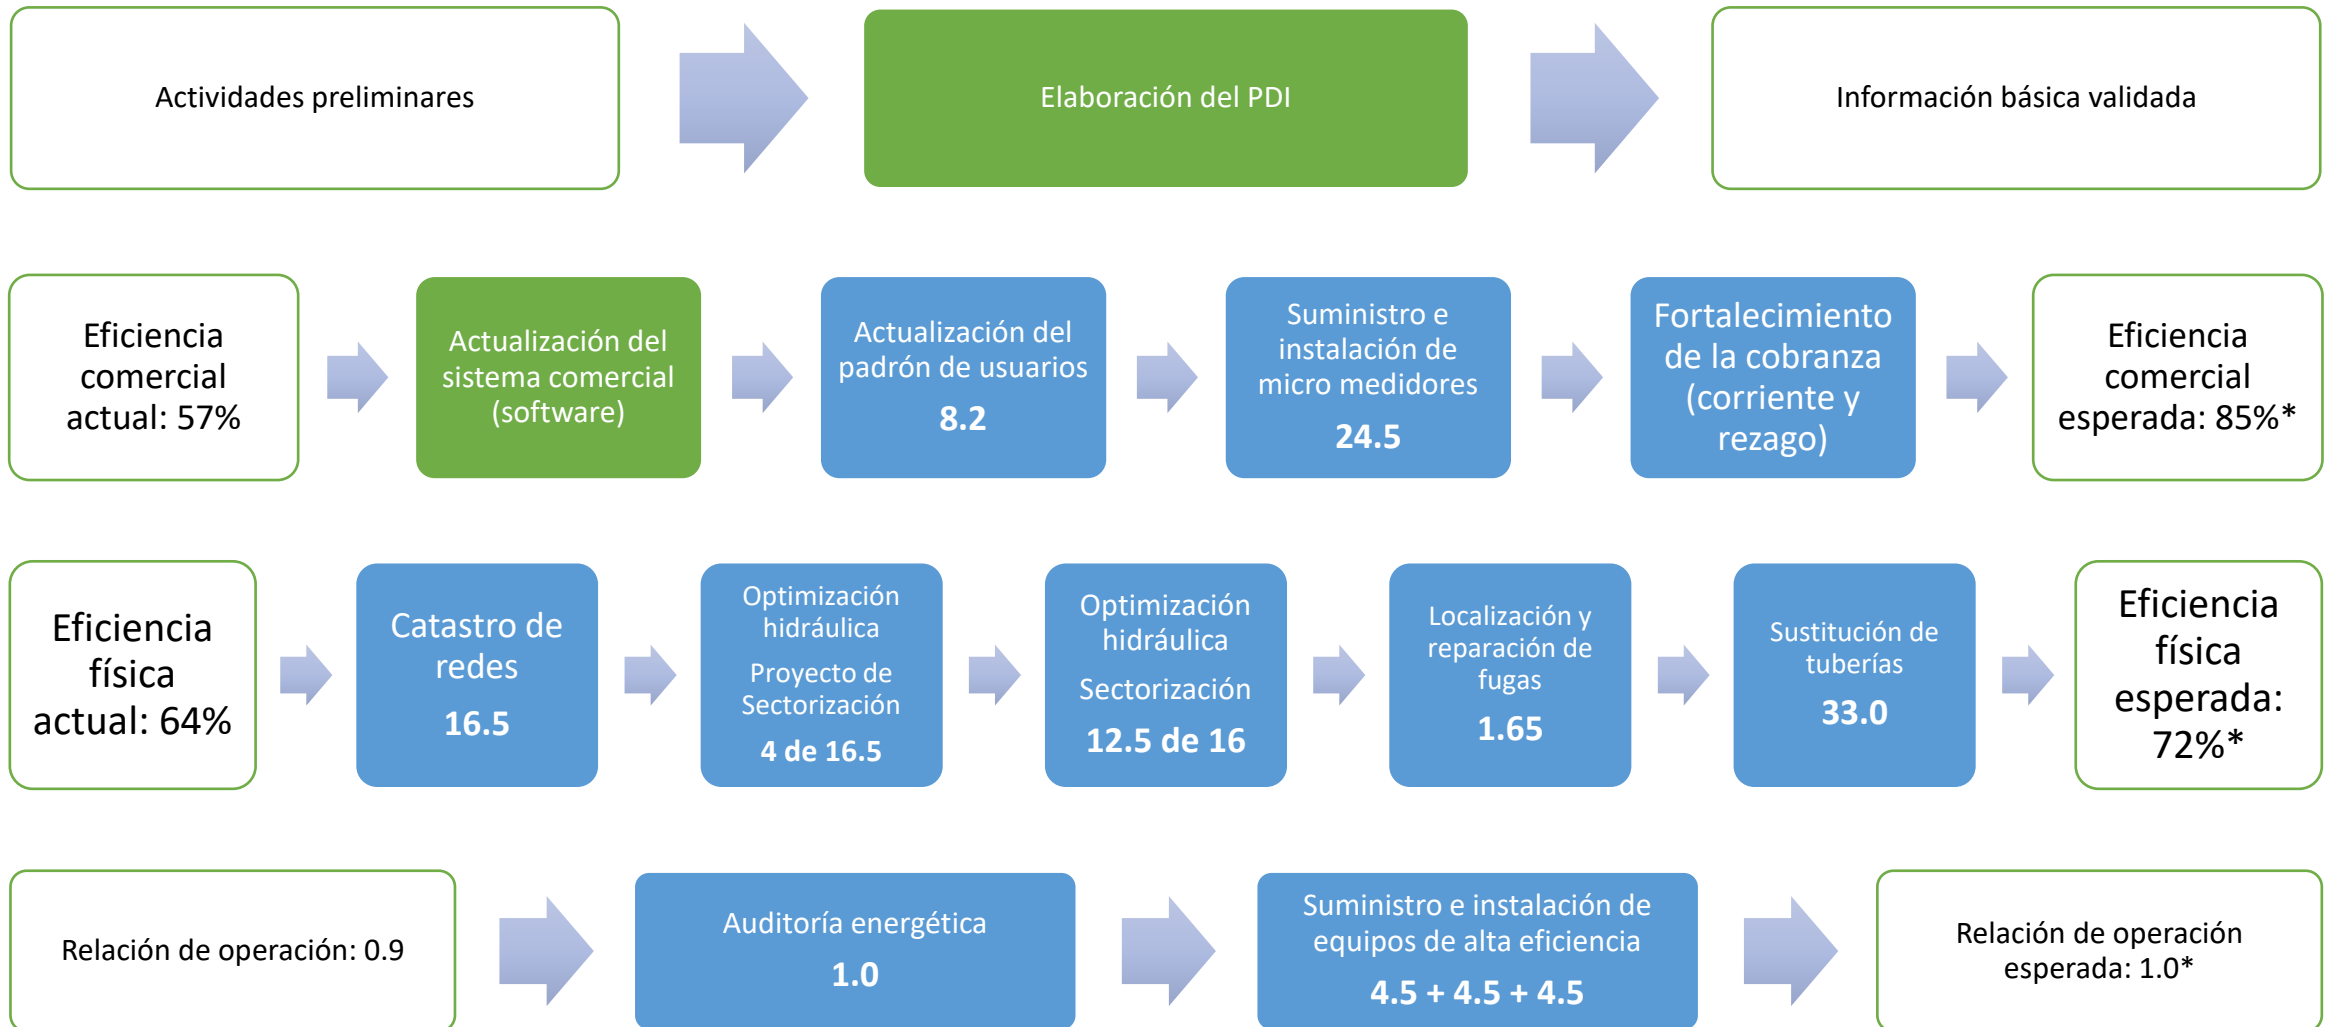 Actividades preliminares
Elaboración del PDI
Información básica validada
Eficiencia
comercial
actual: 57%
Actualización del
sistema comercial
(software)
Actualización del
padrón de usuarios
8.2
Suministro e
instalación de
micro medidores
24.5
Fortalecimiento
de la cobranza
(corriente y
rezago)
Eficiencia
comercial
esperada: 85%*
Eficiencia
física
actual: 64%
Catastro de
redes
16.5
Optimización
hidráulica
Proyecto de
Sectorización
4 de 16.5
Optimización
hidráulica
Sectorización
12.5 de 16
Localización y
reparación de
fugas
1.65
Sustitución de
tuberías
33.0
Eficiencia
física
esperada:
72%*
Relación de operación: 0.9
Auditoría energética
1.0
Suministro e instalación de
equipos de alta eficiencia
4.5 + 4.5 + 4.5
Relación de operación
esperada: 1.0*